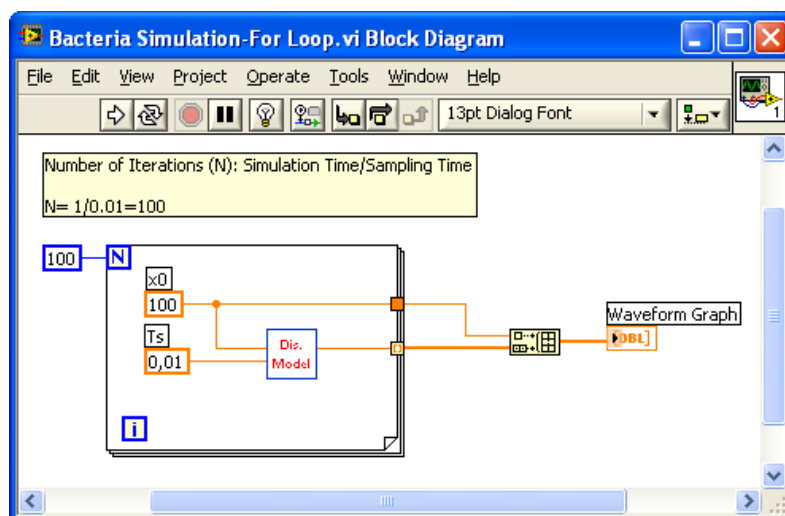 Bacteria Simulation-For Loop.vi Block Diagram
File Edit View Project Operate Tools Window Help
13pt Dialog Font
1
Number of Iterations (N): Simulation Time/Sampling Time
N= 1/0.01=100
100 N
x0
100
Waveform Graph
DBL]
Ts
0,01
Dis.
Model
i